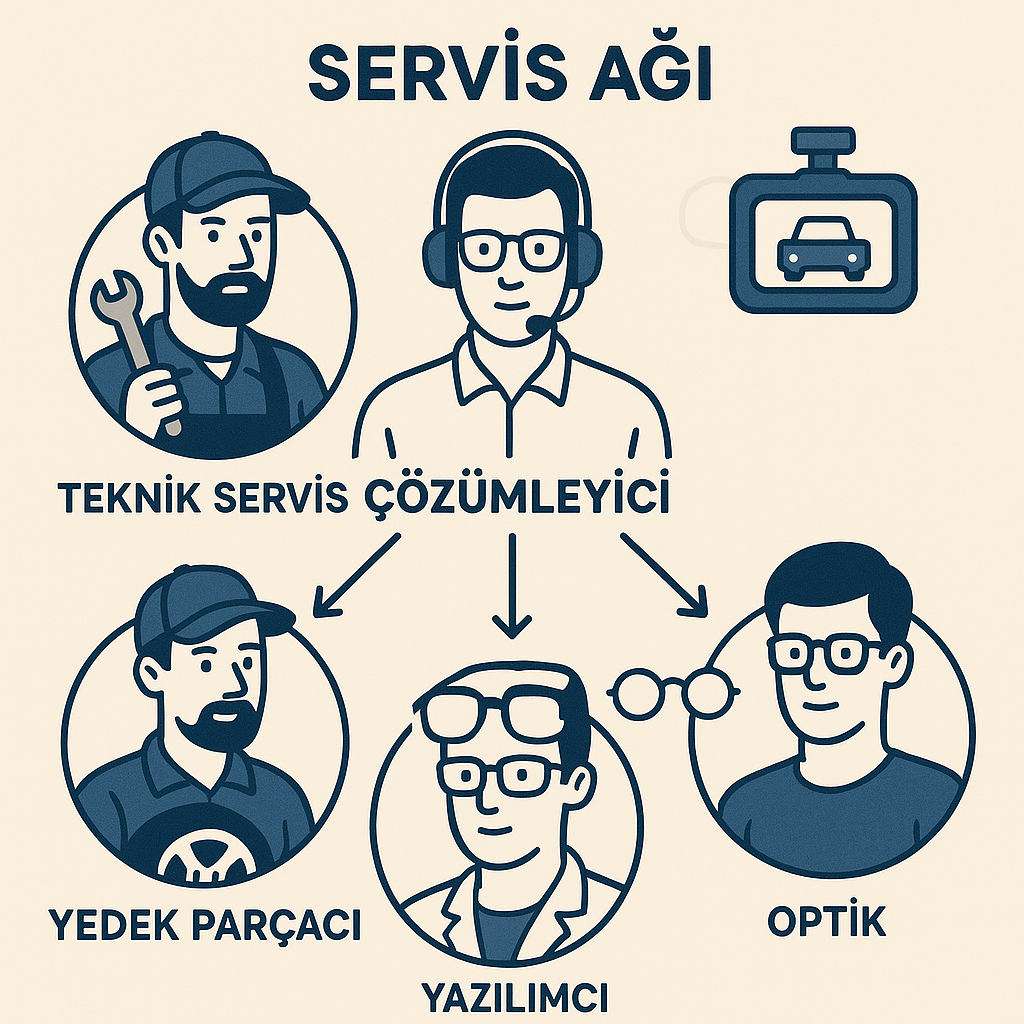 SERVİS AĞI
TEKNİK SERVİS
ÇÖZÜMLEYİCİ
YEDEK PARÇACI
OPTİK
YAZILIMCI